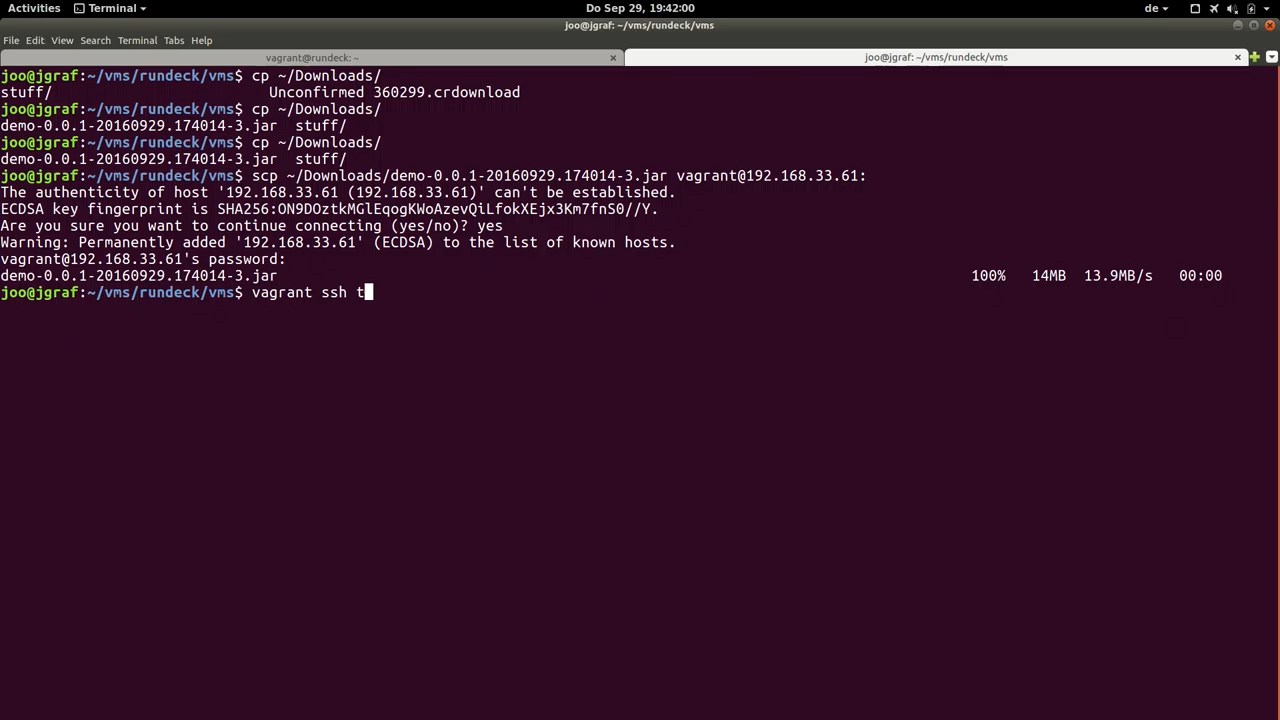 Activities Terminal Do Sep 29, 19:42:00 de
joo@jgraf: ~/vms/rundeck/vms
File Edit View Search Terminal Tabs Help
vagrant@rundeck: ~ × joo@jgraf: ~/vms/rundeck/vms ×
joo@jgraf:~/vms/rundeck/vms$ cp ~/Downloads/
stuff/ Unconfirmed 360299.crdownload
joo@jgraf:~/vms/rundeck/vms$ cp ~/Downloads/
demo-0.0.1-20160929.174014-3.jar stuff/
joo@jgraf:~/vms/rundeck/vms$ cp ~/Downloads/
demo-0.0.1-20160929.174014-3.jar stuff/
joo@jgraf:~/vms/rundeck/vms$ scp ~/Downloads/demo-0.0.1-20160929.174014-3.jar vagrant@192.168.33.61:
The authenticity of host '192.168.33.61 (192.168.33.61)' can't be established.
ECDSA key fingerprint is SHA256:ON9DOztkMGlEqogKWoAzevQiLfokXEjx3Km7fnS0//Y.
Are you sure you want to continue connecting (yes/no)? yes
Warning: Permanently added '192.168.33.61' (ECDSA) to the list of known hosts.
vagrant@192.168.33.61's password:
demo-0.0.1-20160929.174014-3.jar 100% 14MB 13.9MB/s 00:00
joo@jgraf:~/vms/rundeck/vms$ vagrant ssh t